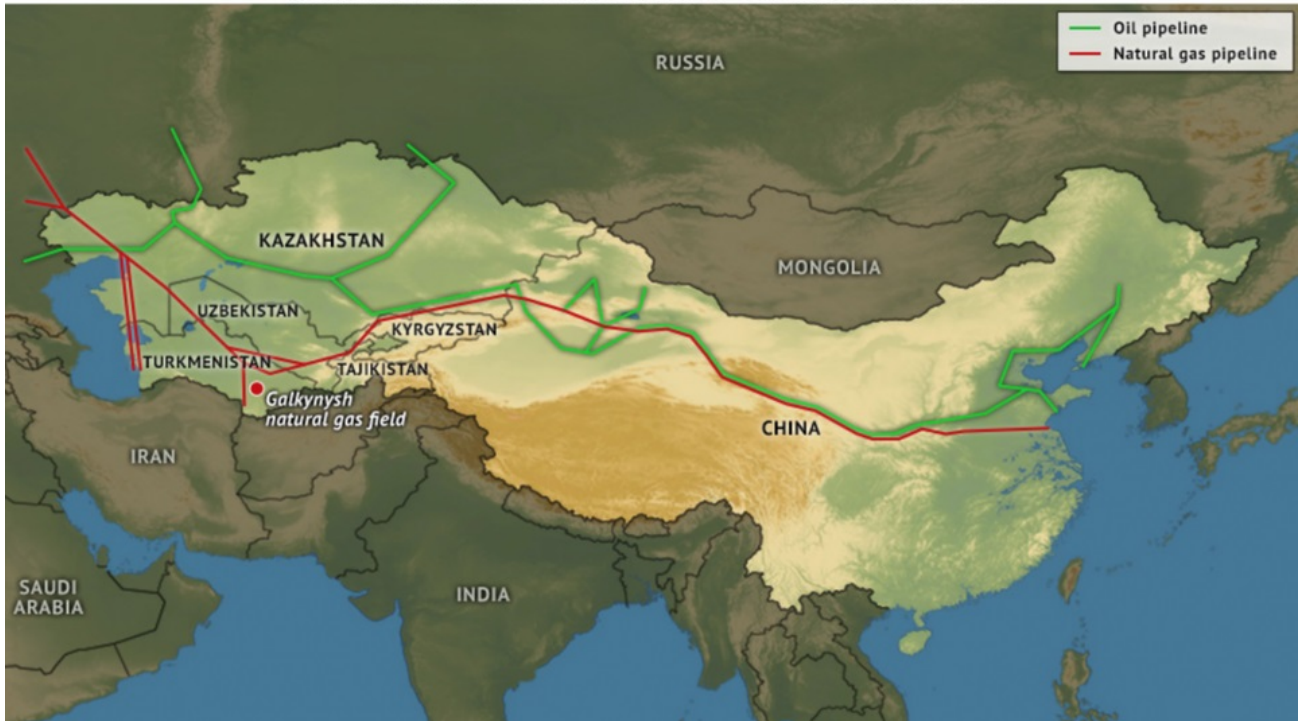 Oil pipeline
Natural gas pipeline
RUSSIA
KAZAKHSTAN
MONGOLIA
UZBEKISTAN
KYRGYZSTAN
TURKMENISTAN
TAJIKISTAN
Galkynysh
natural gas field
CHINA
IRAN
SAUDI
ARABIA
INDIA